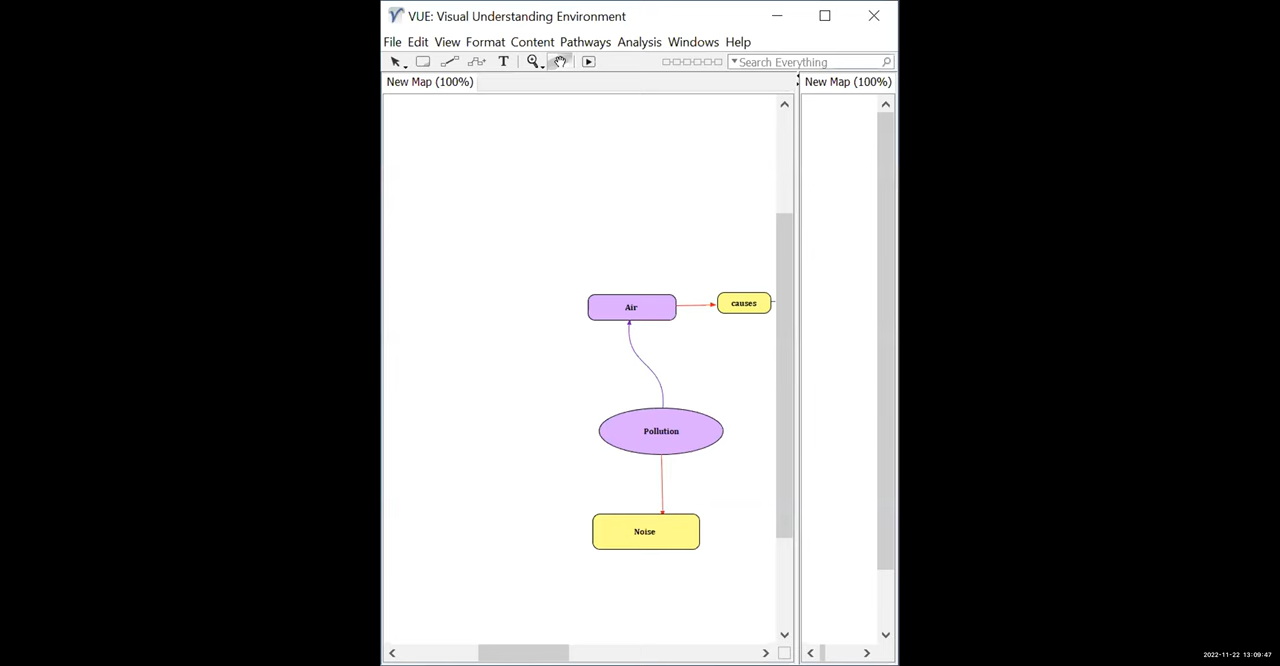 VUE: Visual Understanding Environment
File Edit View Format Content Pathways Analysis Windows Help
T Search Everything
New Map (100%) New Map (100%)
Air causes
Pollution
Noise
2022-11-22 13:09:47